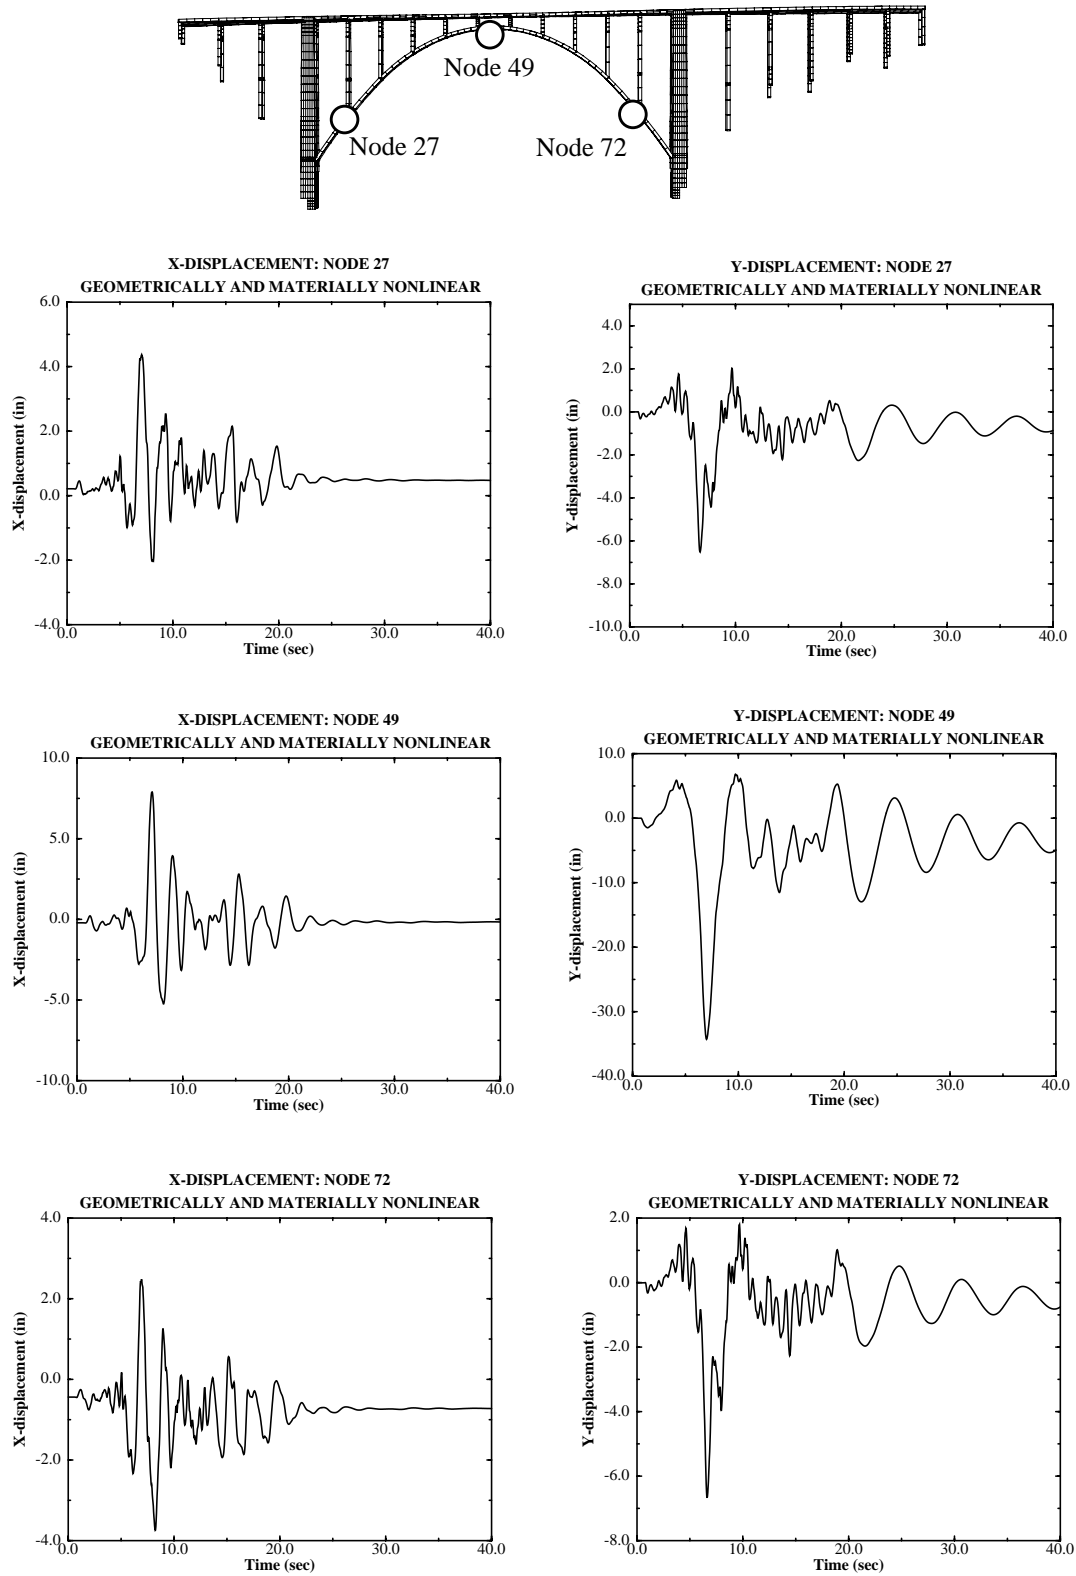 Node 49
Node 27
Node 72
X-DISPLACEMENT: NODE 27
GEOMETRICALLY AND MATERIALLY NONLINEAR
6.0
4.0
2.0
0.0
-2.0
-4.0
X-displacement (in)
0.0
10.0
20.0
30.0
40.0
Time (sec)
Y-DISPLACEMENT: NODE 27
GEOMETRICALLY AND MATERIALLY NONLINEAR
4.0
2.0
0.0
-2.0
-4.0
-6.0
-8.0
-10.0
Y-displacement (in)
0.0
10.0
20.0
30.0
40.0
Time (sec)
X-DISPLACEMENT: NODE 49
GEOMETRICALLY AND MATERIALLY NONLINEAR
10.0
5.0
0.0
-5.0
-10.0
X-displacement (in)
0.0
10.0
20.0
30.0
40.0
Time (sec)
Y-DISPLACEMENT: NODE 49
GEOMETRICALLY AND MATERIALLY NONLINEAR
10.0
0.0
-10.0
-20.0
-30.0
-40.0
Y-displacement (in)
0.0
10.0
20.0
30.0
40.0
Time (sec)
X-DISPLACEMENT: NODE 72
GEOMETRICALLY AND MATERIALLY NONLINEAR
4.0
2.0
0.0
-2.0
-4.0
X-displacement (in)
0.0
10.0
20.0
30.0
40.0
Time (sec)
Y-DISPLACEMENT: NODE 72
GEOMETRICALLY AND MATERIALLY NONLINEAR
2.0
0.0
-2.0
-4.0
-6.0
-8.0
Y-displacement (in)
0.0
10.0
20.0
30.0
40.0
Time (sec)